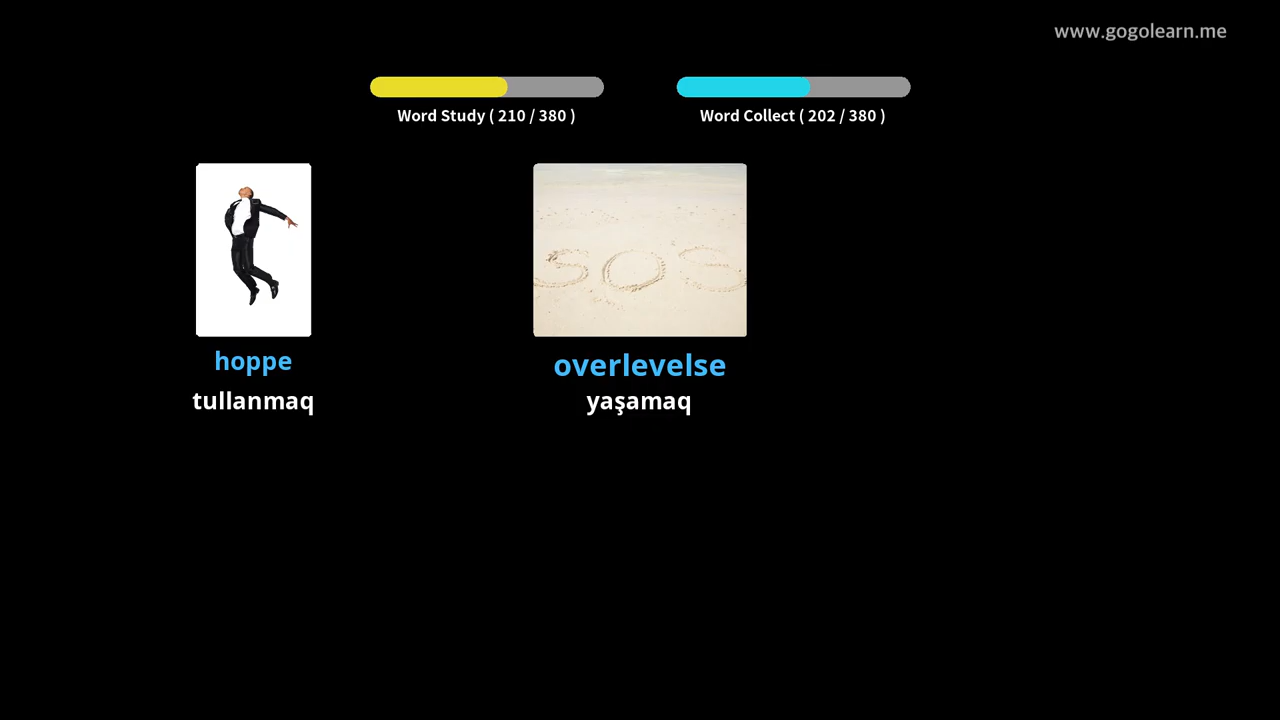 www.gogolearn.me
Word Study ( 210 / 380 )
Word Collect ( 202 / 380 )
SOS
hoppe
overlevelse
tullanmaq
yaşamaq